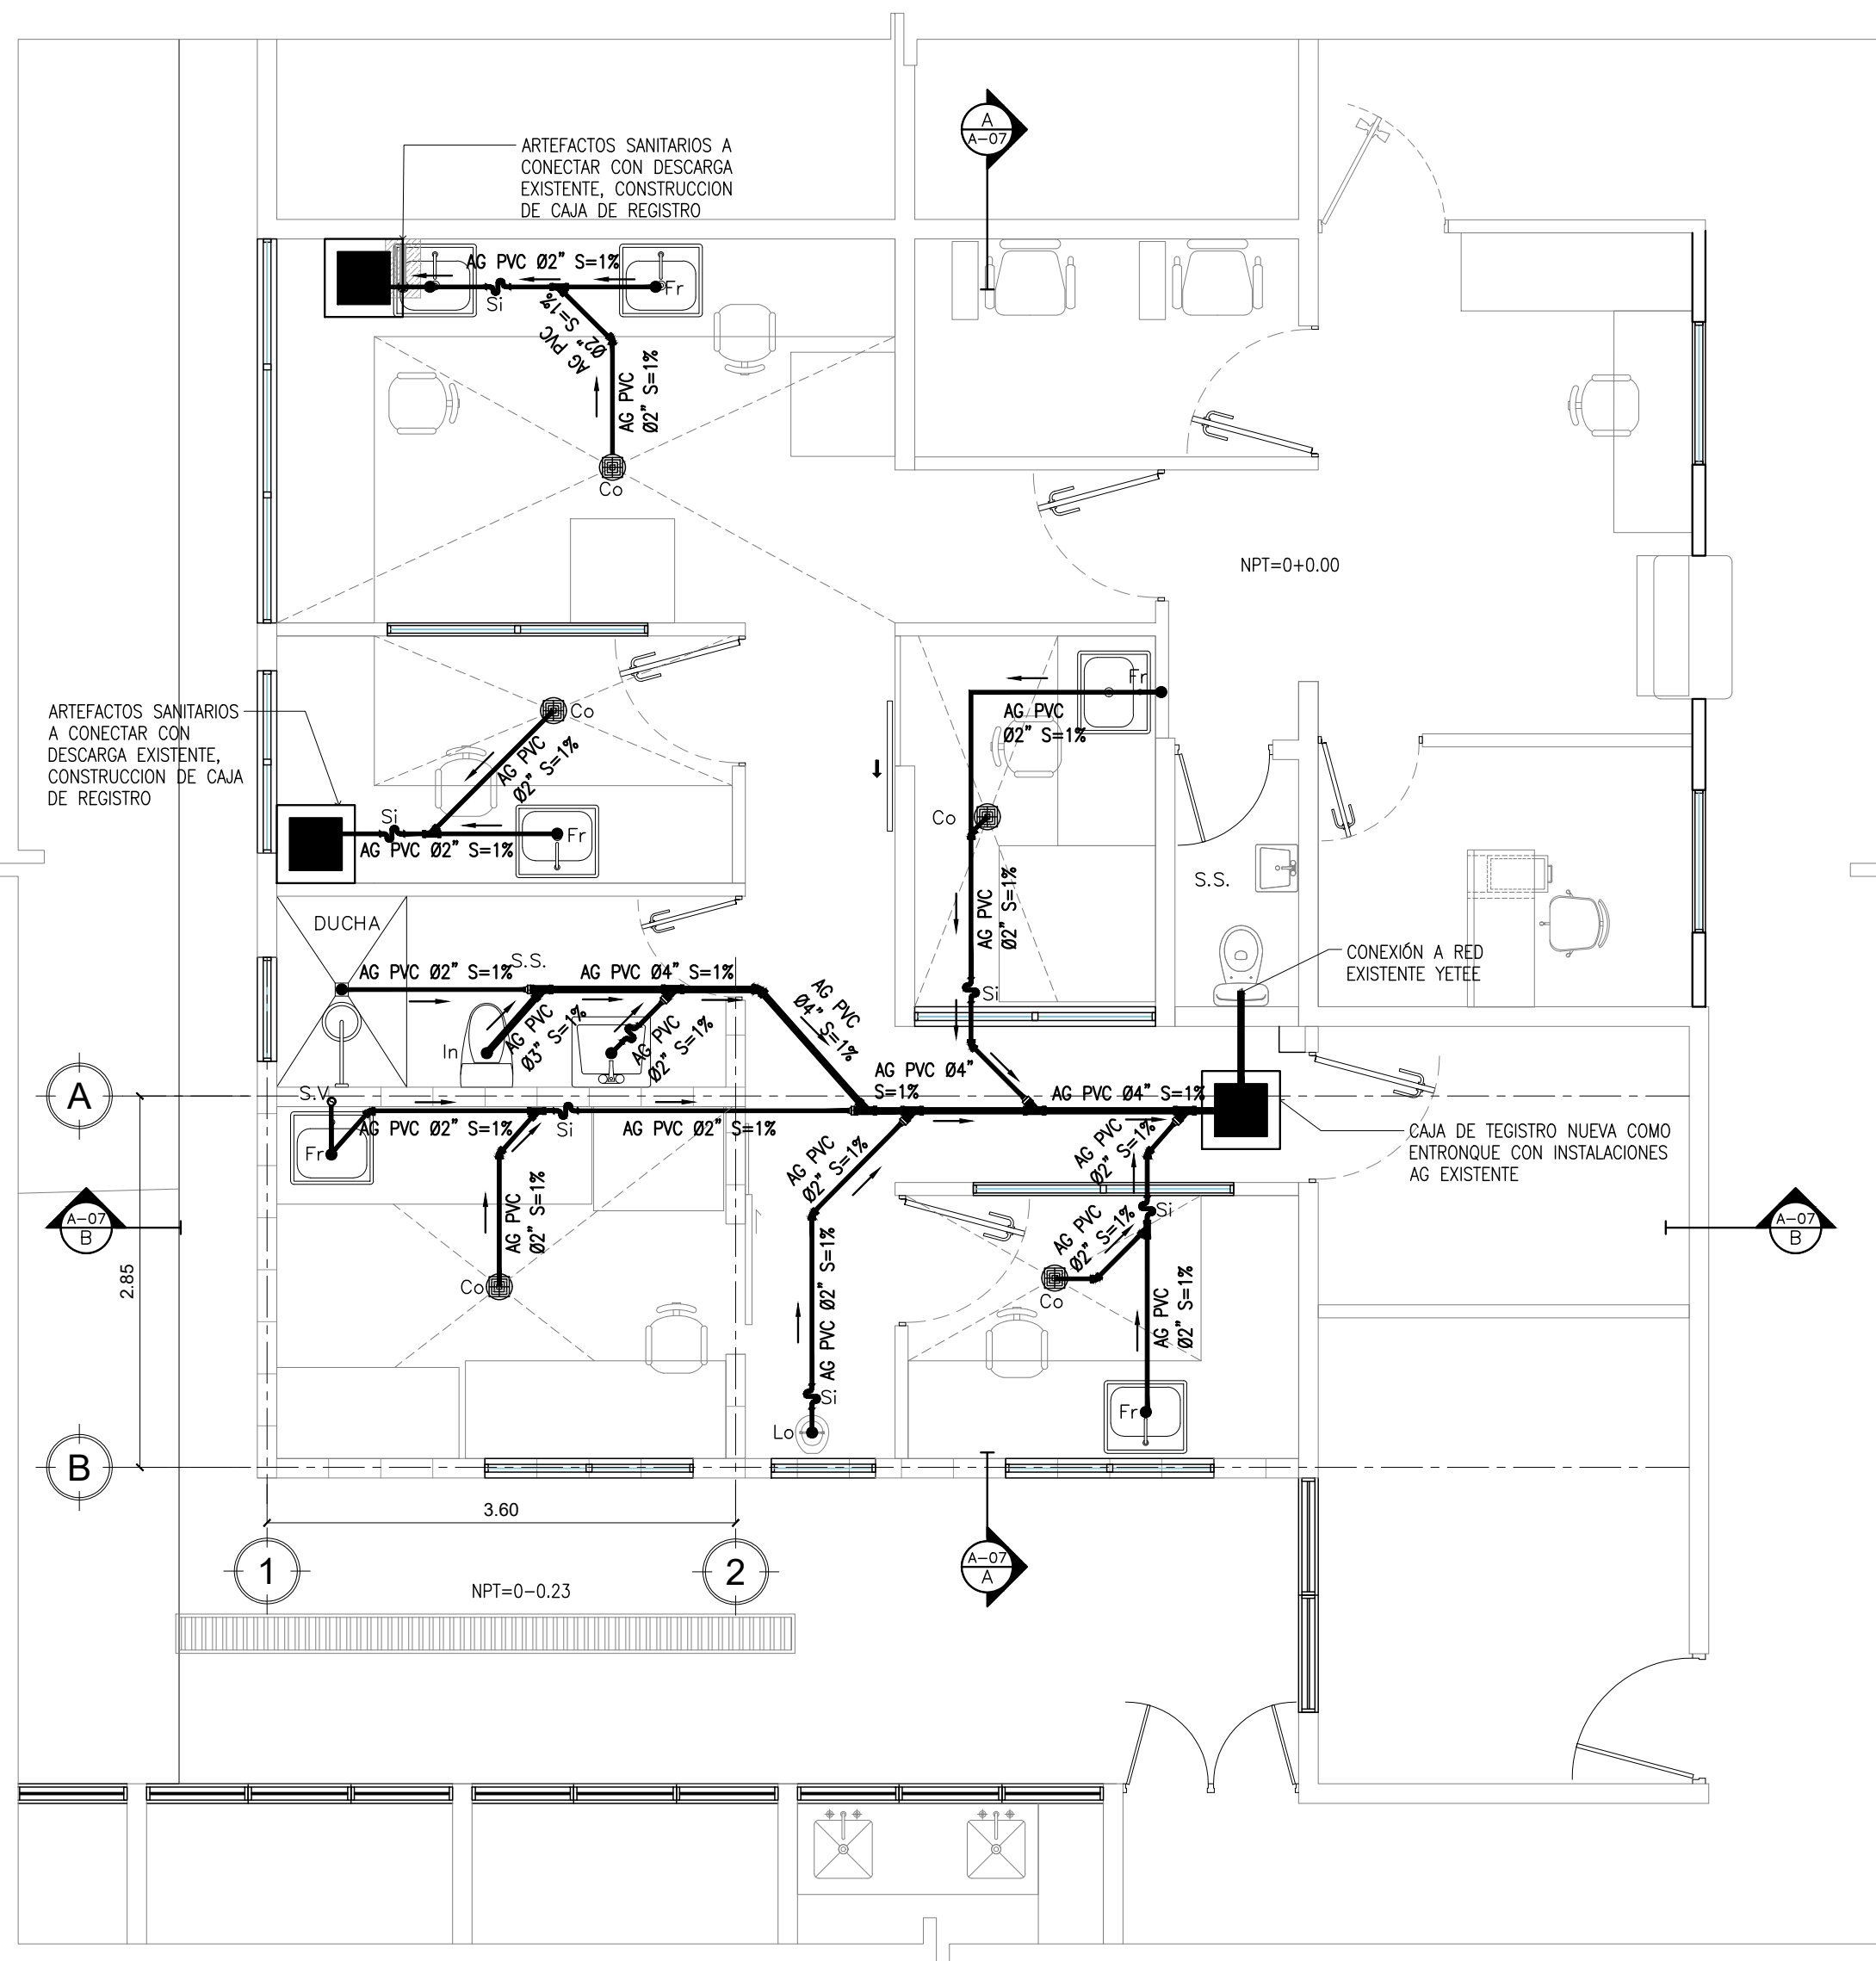 A
A-07
ARTEFACTOS SANITARIOS A
CONECTAR CON DESCARGA
EXISTENTE, CONSTRUCCION
DE CAJA DE REGISTRO
AG PVC Ø2" S=1%
Si
Fr
AG PVC
Ø2" S=1%
AG PVC
Ø2" S=1%
Co
NPT=0+0.00
ARTEFACTOS SANITARIOS
A CONECTAR CON
DESCARGA EXISTENTE,
CONSTRUCCION DE CAJA
DE REGISTRO
Co
AG PVC
Ø2" S=1%
Si
Fr
AG PVC Ø2" S=1%
Fr
AG PVC
Ø2" S=1%
Co
AG PVC
Ø2" S=1%
Si
S.S.
CONEXIÓN A RED
EXISTENTE YETEE
DUCHA
S.S.
AG PVC Ø2" S=1%
AG PVC Ø4" S=1%
AG PVC
Ø4" S=1%
In
AG PVC
Ø3" S=1%
AG PVC
Ø2" S=1%
AG PVC Ø4"
S=1%
AG PVC Ø4" S=1%
A
S.V.
Fr
AG PVC Ø2" S=1%
Si
AG PVC Ø2" S=1%
AG PVC
Ø2" S=1%
AG PVC
Ø2" S=1%
CAJA DE TEGISTRO NUEVA COMO
ENTRONQUE CON INSTALACIONES
AG EXISTENTE
A-07
B
A-07
B
2.85
AG PVC
Ø2" S=1%
Co
Si
AG PVC
Ø2" S=1%
Co
AG PVC Ø2" S=1%
AG PVC
Ø2" S=1%
Si
Lo
Fr
B
3.60
1
2
A-07
A
NPT=0-0.23